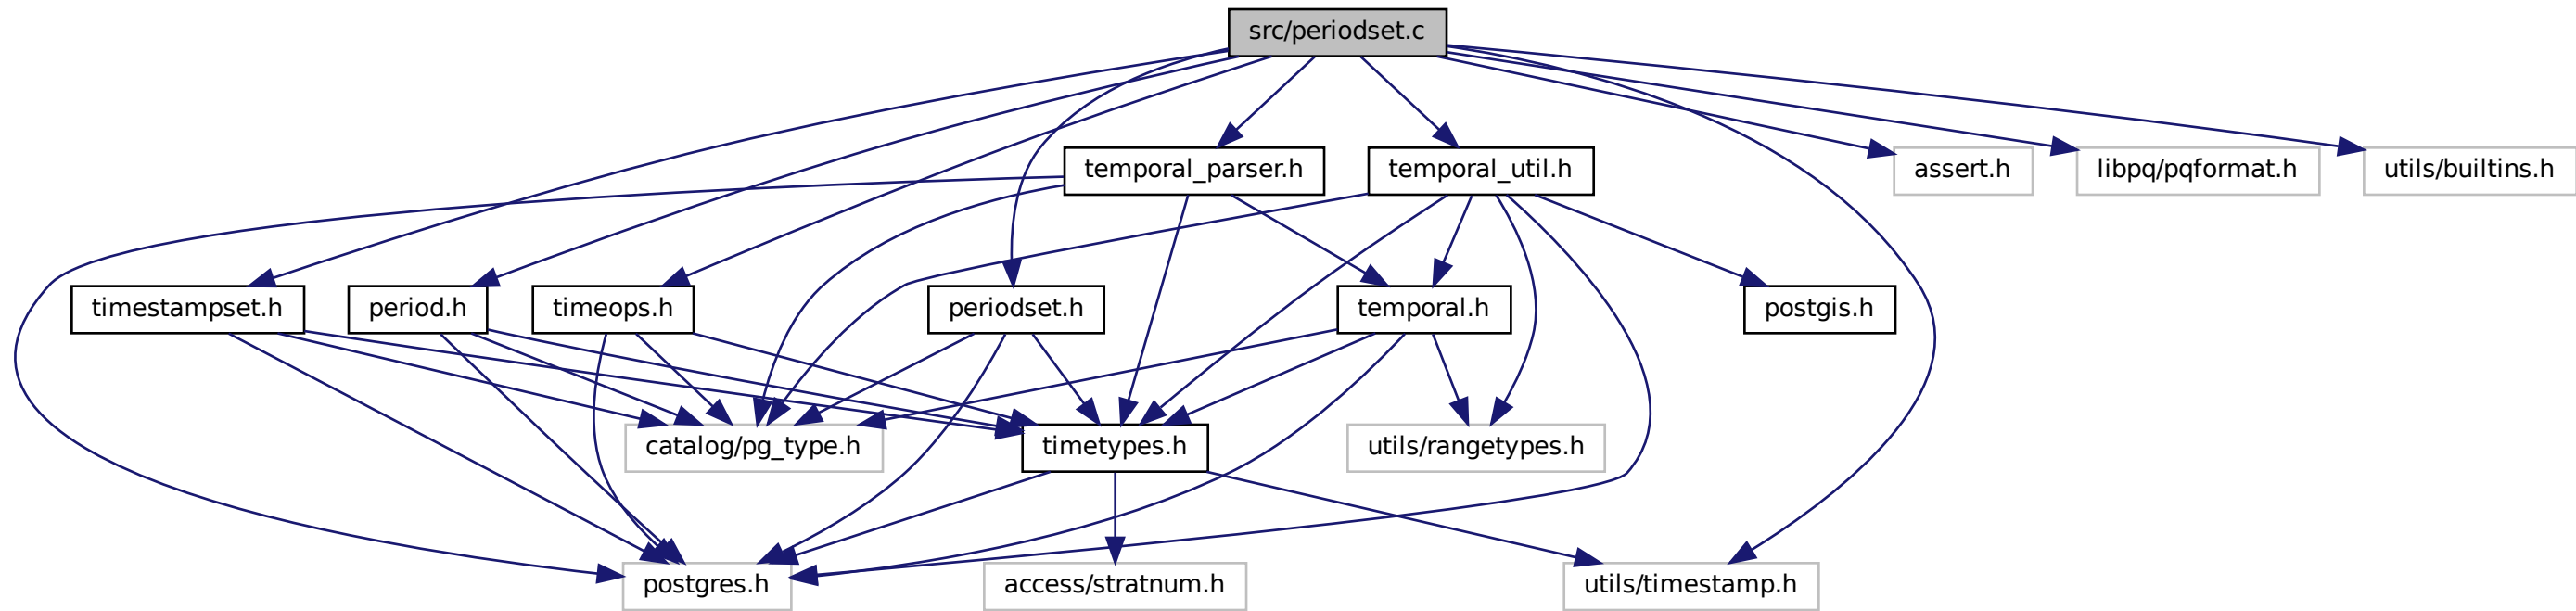 src/periodset.c
temporal_parser.h
temporal_util.h
assert.h
libpq/pqformat.h
utils/builtins.h
timestampset.h
period.h
timeops.h
periodset.h
temporal.h
postgis.h
catalog/pg_type.h
timetypes.h
utils/rangetypes.h
postgres.h
access/stratnum.h
utils/timestamp.h